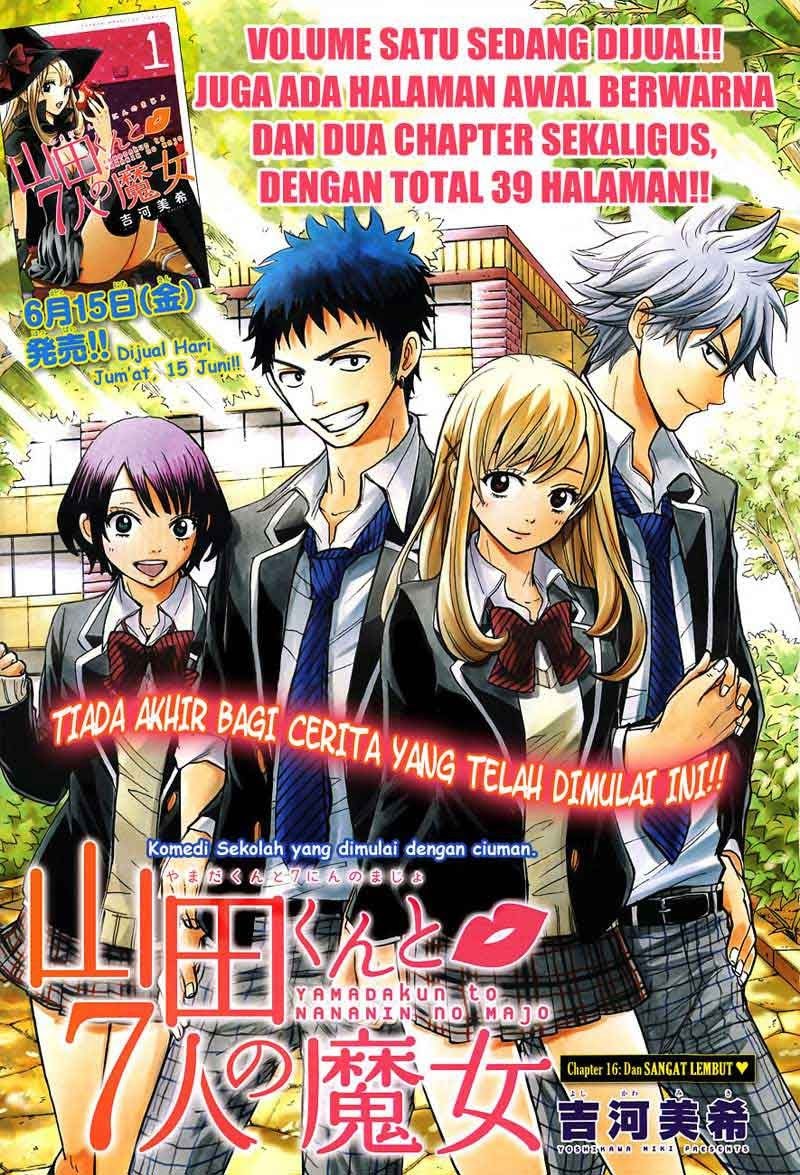 VOLUME SATU SEDANG DIJUAL!!
JUGA ADA HALAMAN AWAL BERWARNA
DAN DUA CHAPTER SEKALIGUS,
DENGAN TOTAL 39 HALAMAN!!
1
山田くんと
7人の魔女
吉河美希
6月15日(金)
発売!! Dijual Hari
Jum'at, 15 Juni!!
TIADA AKHIR BAGI CERITA YANG TELAH DIMULAI INI!!
Komedi Sekolah yang dimulai dengan ciuman.
やまだくんと7にんのまじょ
山田くんと
YAMADAKUN to
NANANIN no MAJO
7人の魔女
Chapter 16: Dan SANGAT LEMBUT ♥
よしかわみき
吉河美希
YOSHIKAWA MIKI PRESENTS